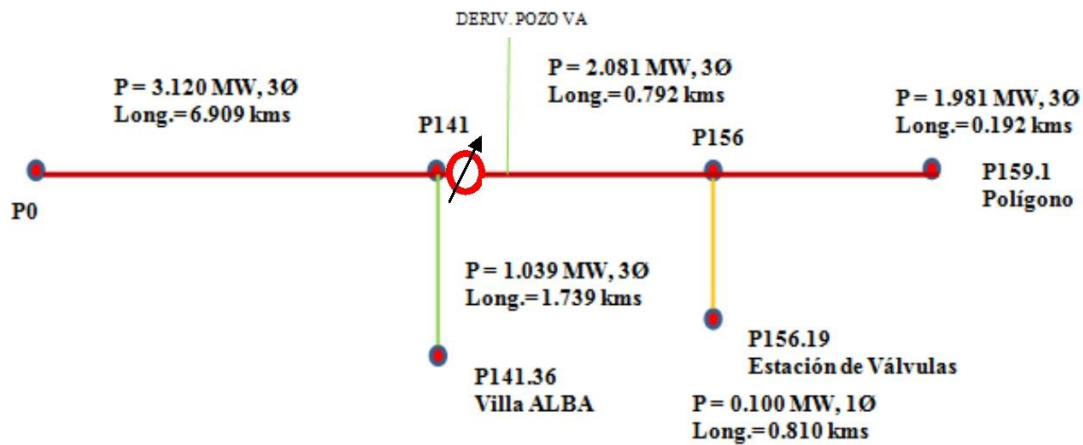 DERIV. POZO VA
P = 3.120 MW, 3Ø
Long.= 6.909 kms
P = 2.081 MW, 3Ø
Long.= 0.792 kms
P = 1.981 MW, 3Ø
Long.= 0.192 kms
P141
P156
P0
P159.1
Polígono
P = 1.039 MW, 3Ø
Long.= 1.739 kms
P141.36
Villa ALBA
P156.19
Estación de Válvulas
P = 0.100 MW, 1Ø
Long.= 0.810 kms